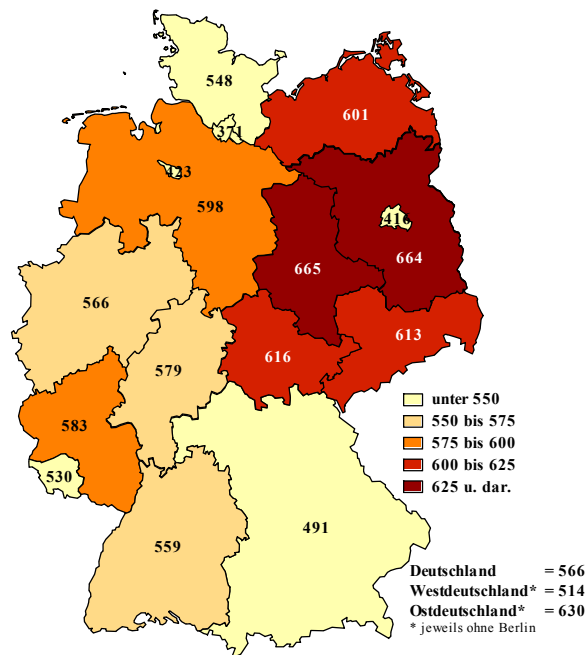 548
371
601
423
598
416
664
665
566
613
616
579
583
530
491
559
unter 550
550 bis 575
575 bis 600
600 bis 625
625 u. dar.
Deutschland = 566
Westdeutschland* = 514
Ostdeutschland* = 630
* jeweils ohne Berlin